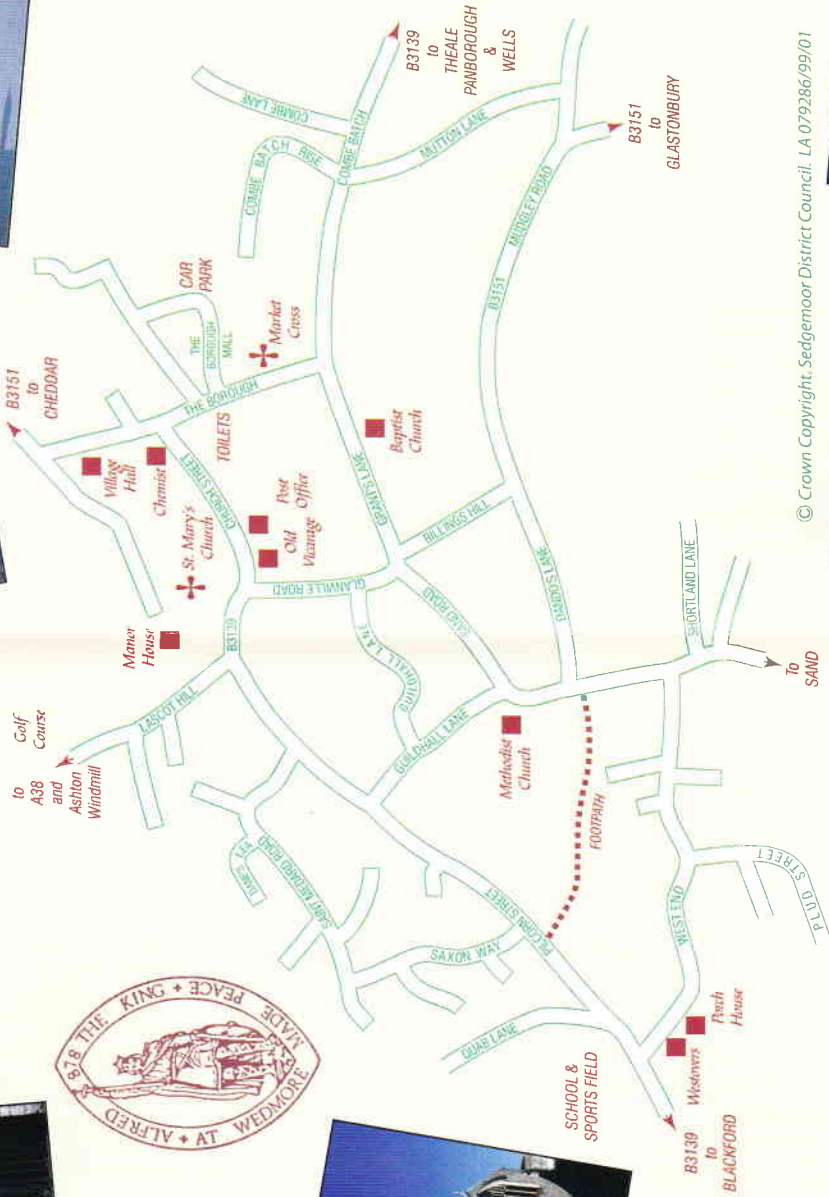 B3151
to
CHEDDAR
B3139
to
THEALE
PANBOROUGH
&
WELLS
B3151
to
GLASTONBURY
to
A38
and
Ashton
Windmill
Golf
Course
Manor
House
St. Mary's
Church
Village
Hall
Chemist
CAR
PARK
THE
BOROUGH
MALL
Market
Cross
TOILETS
THE BOROUGH
CHURCH STREET
Post
Office
Old
Vicarage
Baptist
Church
COMBE LANE
COMBE BATCH RISE
COMBE BATCH
MUTTON LANE
B3151
MUDGLEY ROAD
GRANTS LANE
BILLINGS HILL
GLANVILLE ROAD
B3139
LASCOT HILL
GUILDHALL LANE
GUILDHALL LANE
SAND ROAD
DANDOS LANE
SHORTLAND LANE
To
SAND
Methodist
Church
FOOTPATH
DANES LEA
SAINT MEDARD ROAD
SAXON WAY
PILCORN STREET
QUAB LANE
WEST END
PLUD STREET
SCHOOL &
SPORTS FIELD
Westovers
Porch
House
B3139
to
BLACKFORD
ALFRED + AT WEDMORE + 878 THE KING + PEACE MADE
© Crown Copyright, Sedgemoor District Council. LA 079286/99/01